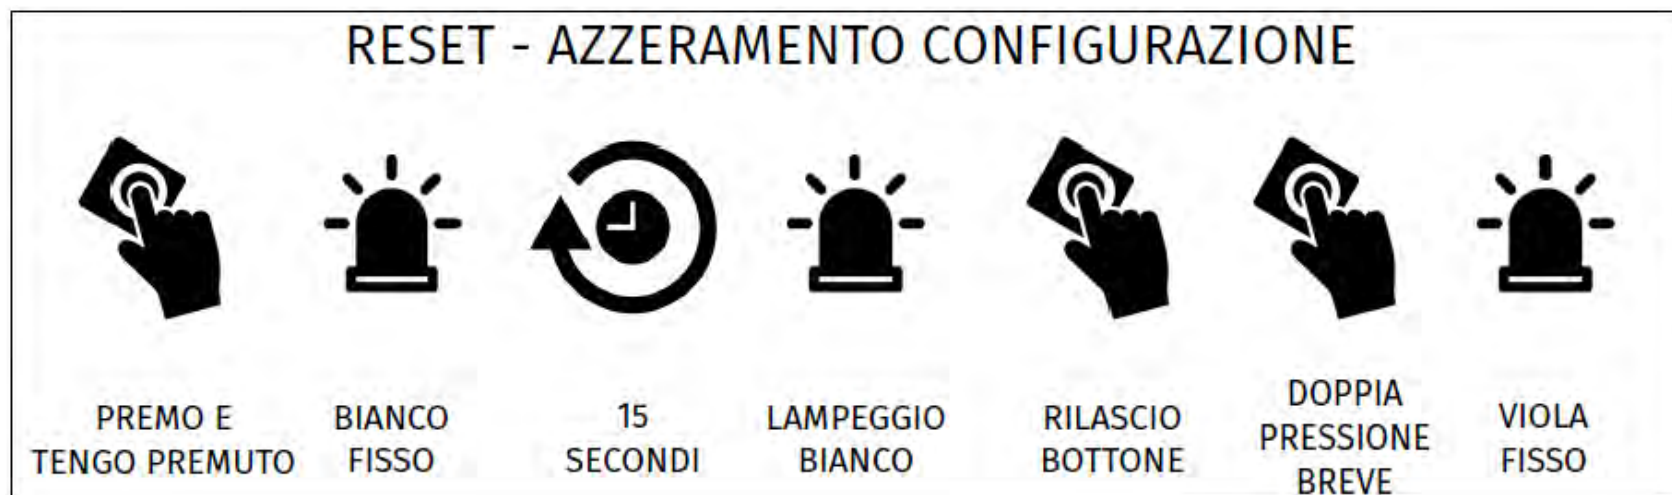 RESET - AZZERAMENTO CONFIGURAZIONE
PREMO E
TENGO PREMUTO
BIANCO
FISSO
15
SECONDI
LAMPEGGIO
BIANCO
RILASCIO
BOTTONE
DOPPIA
PRESSIONE
BREVE
VIOLA
FISSO